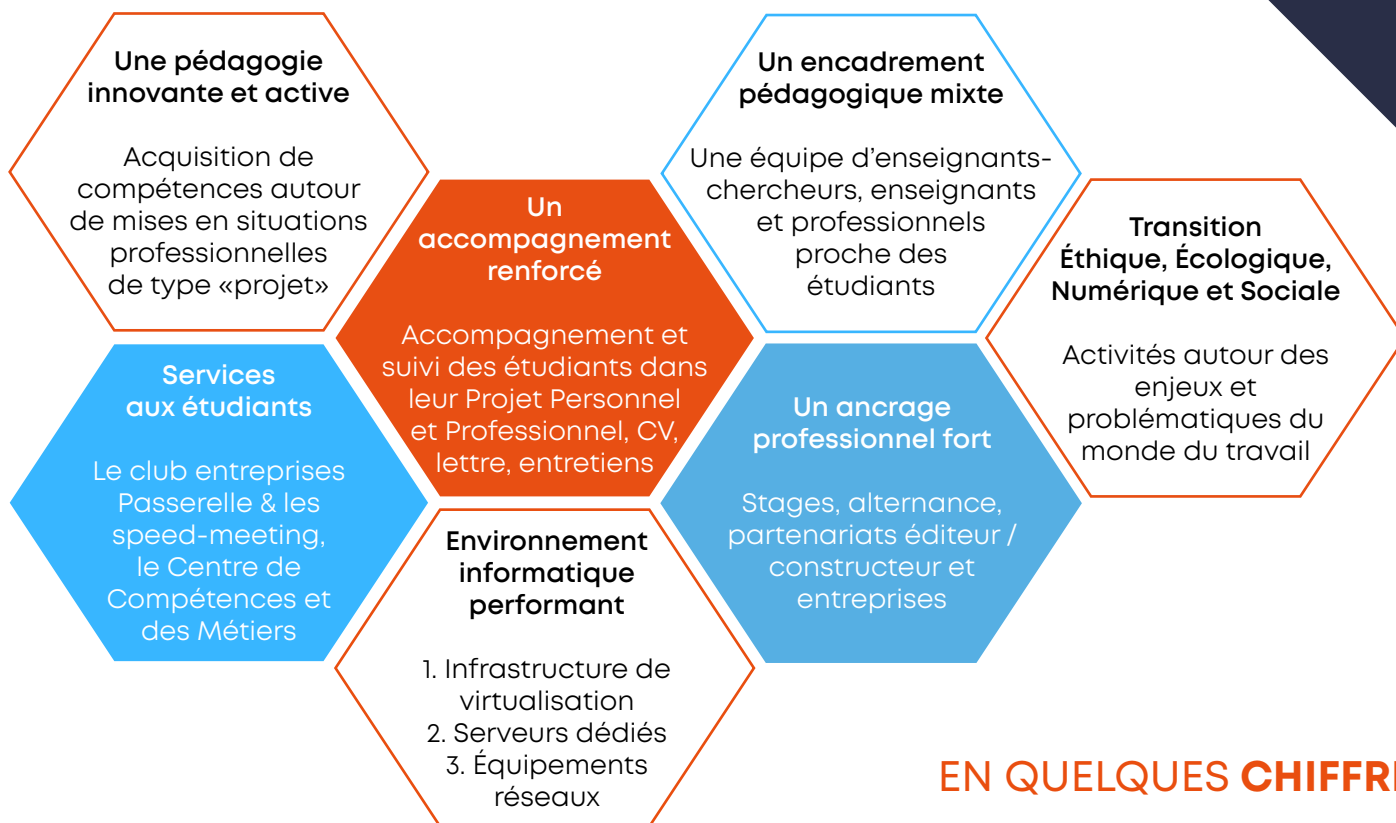 Une pédagogie
innovante et active
Acquisition de
compétences autour
de mises en situations
professionnelles
de type «projet»
Un
accompagnement
renforcé
Accompagnement et
suivi des étudiants dans
leur Projet Personnel
et Professionnel, CV,
lettre, entretiens
Un encadrement
pédagogique mixte
Une équipe d’enseignants-
chercheurs, enseignants
et professionnels
proche des
étudiants
Transition
Éthique, Écologique,
Numérique et Sociale
Activités autour des
enjeux et
problématiques du
monde du travail
Services
aux étudiants
Le club entreprises
Passerelle & les
speed-meeting,
le Centre de
Compétences et
des Métiers
Environnement
informatique
performant
1. Infrastructure de
virtualisation
2. Serveurs dédiés
3. Équipements
réseaux
Un ancrage
professionnel fort
Stages, alternance,
partenariats éditeur /
constructeur et
entreprises
EN QUELQUES CHIFFR